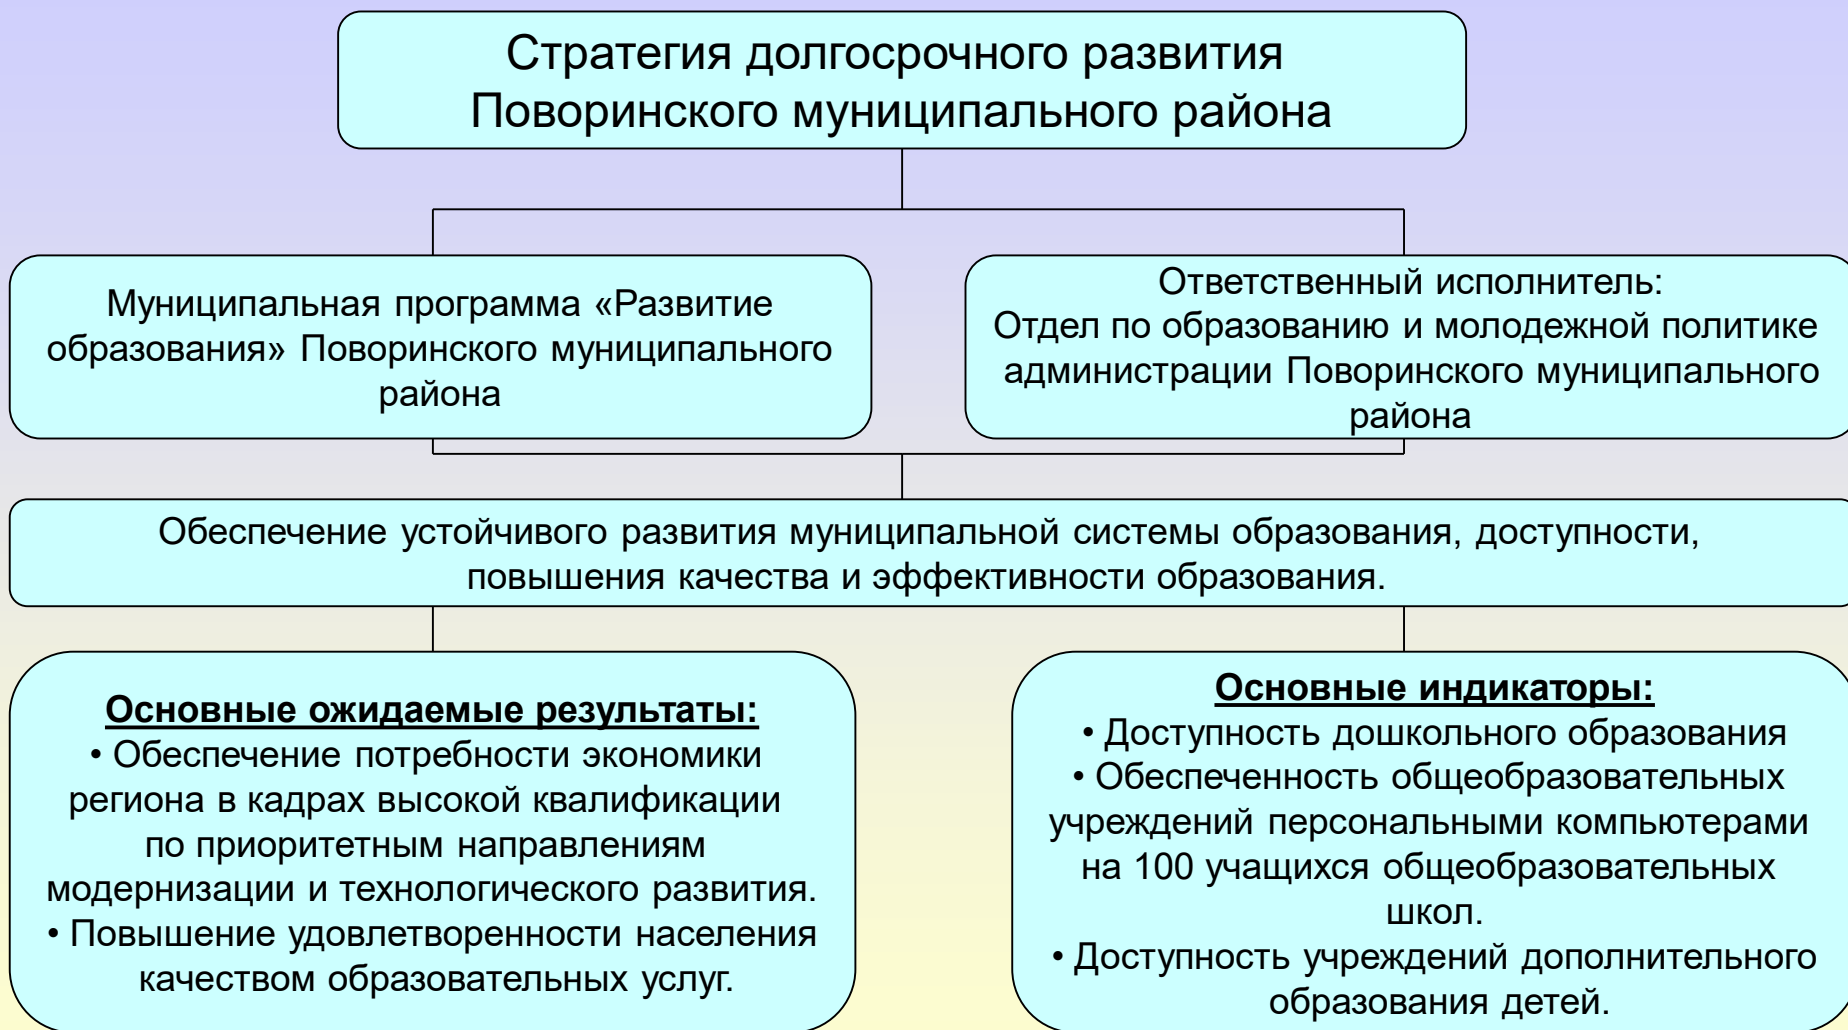 Стратегия долгосрочного развития
Поворинского муниципального района
Муниципальная программа «Развитие
образования» Поворинского муниципального
района
Ответственный исполнитель:
Отдел по образованию и молодежной политике
администрации Поворинского муниципального
района
Обеспечение устойчивого развития муниципальной системы образования, доступности,
повышения качества и эффективности образования.
Основные ожидаемые результаты:
• Обеспечение потребности экономики
региона в кадрах высокой квалификации
по приоритетным направлениям
модернизации и технологического развития.
• Повышение удовлетворенности населения
качеством образовательных услуг.
Основные индикаторы:
• Доступность дошкольного образования
• Обеспеченность общеобразовательных
учреждений персональными компьютерами
на 100 учащихся общеобразовательных
школ.
• Доступность учреждений дополнительного
образования детей.